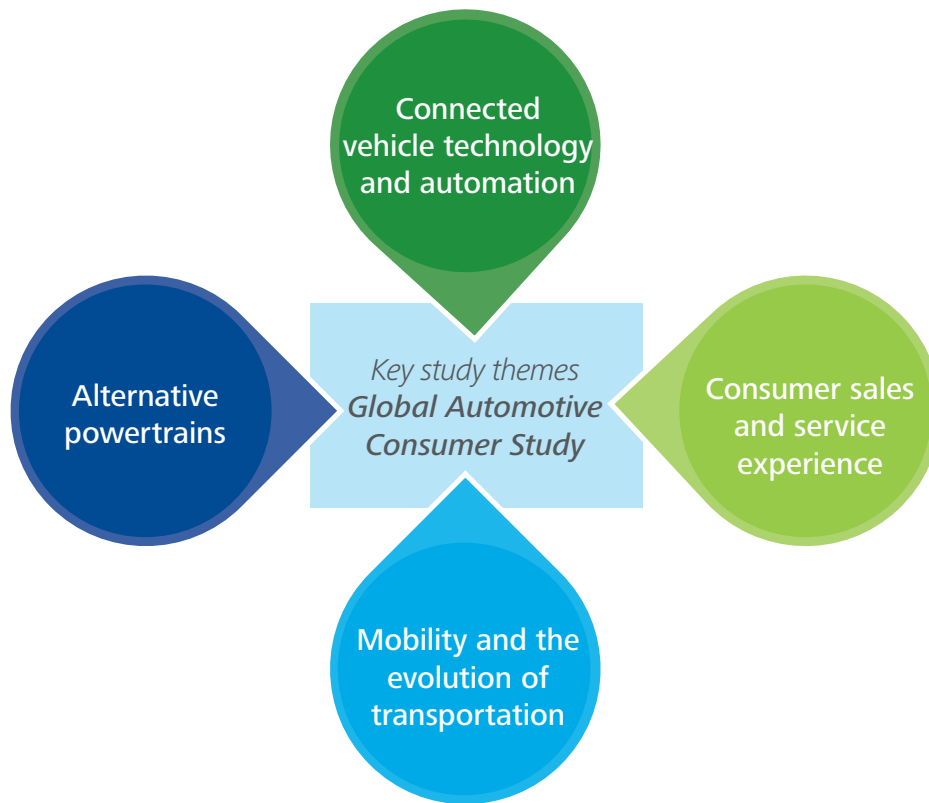 Connected
vehicle technology
and automation
Alternative
powertrains
Key study themes
Global Automotive
Consumer Study
Consumer sales
and service
experience
Mobility and the
evolution of
transportation